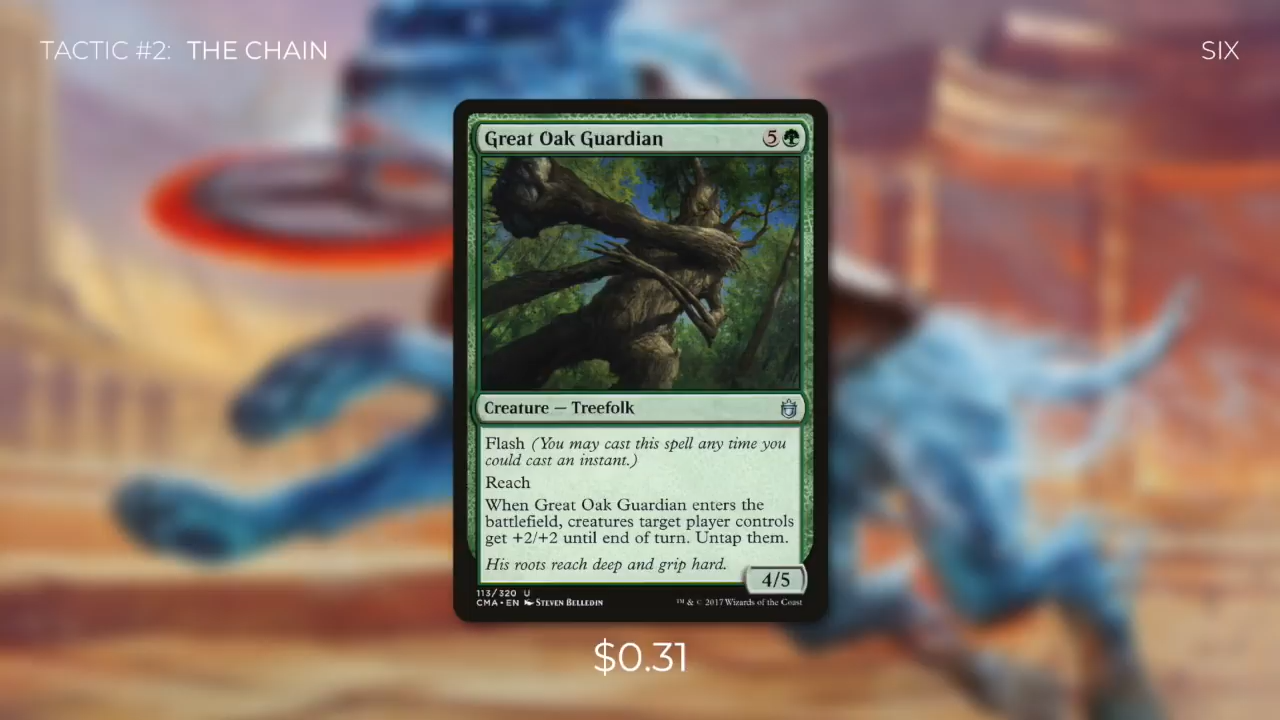 TACTIC #2: THE CHAIN
SIX
Great Oak Guardian 5
Creature — Treefolk
Flash (You may cast this spell any time you
could cast an instant.)
Reach
When Great Oak Guardian enters the
battlefield, creatures target player controls
get +2/+2 until end of turn. Untap them.
His roots reach deep and grip hard.
4/5
113/320 U
CMA • EN Steven Belledin
™ & © 2017 Wizards of the Coast
$0.31